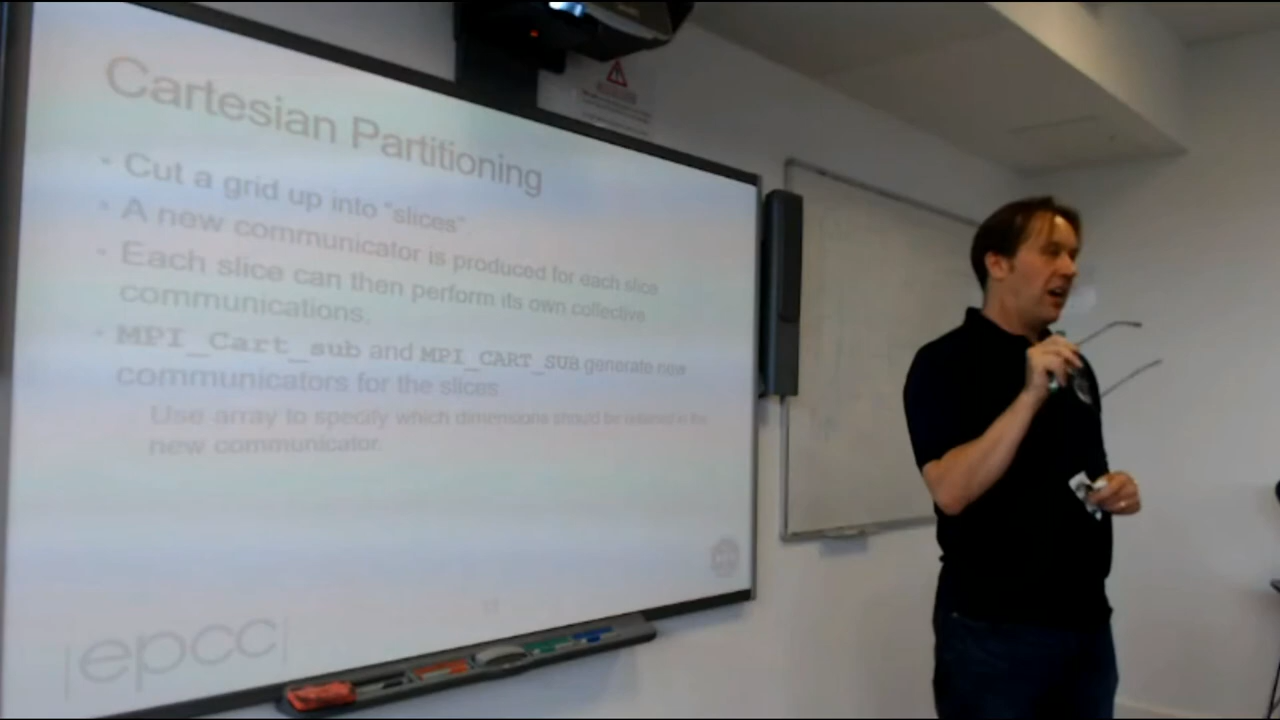 Cartesian Partitioning
• Cut a grid up into "slices"
• A new communicator is produced for each slice
• Each slice can then perform its own collective
communications.
• MPI_Cart_sub and MPI_CART_SUB generate new
communicators for the slices
Use array to specify which dimensions should be retained in the
new communicator.
|epcc|